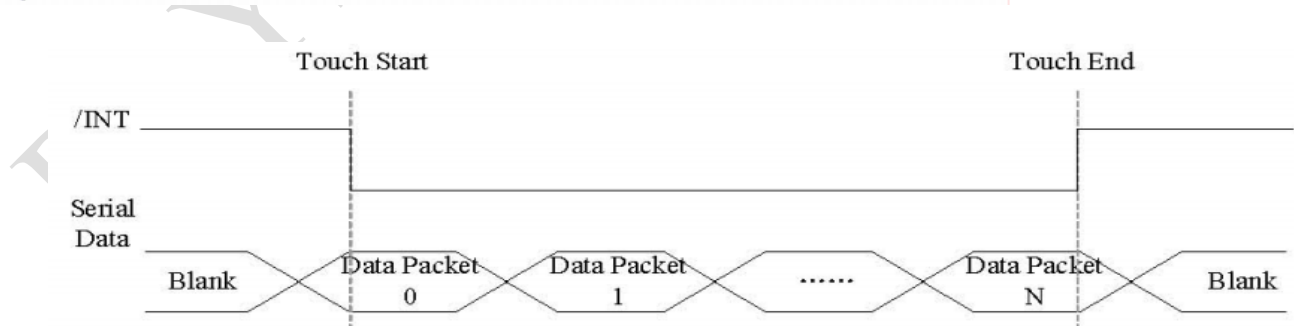 Touch Start
Touch End
/INT
Serial
Data
Blank
Data Packet
0
Data Packet
1
......
Data Packet
N
Blank